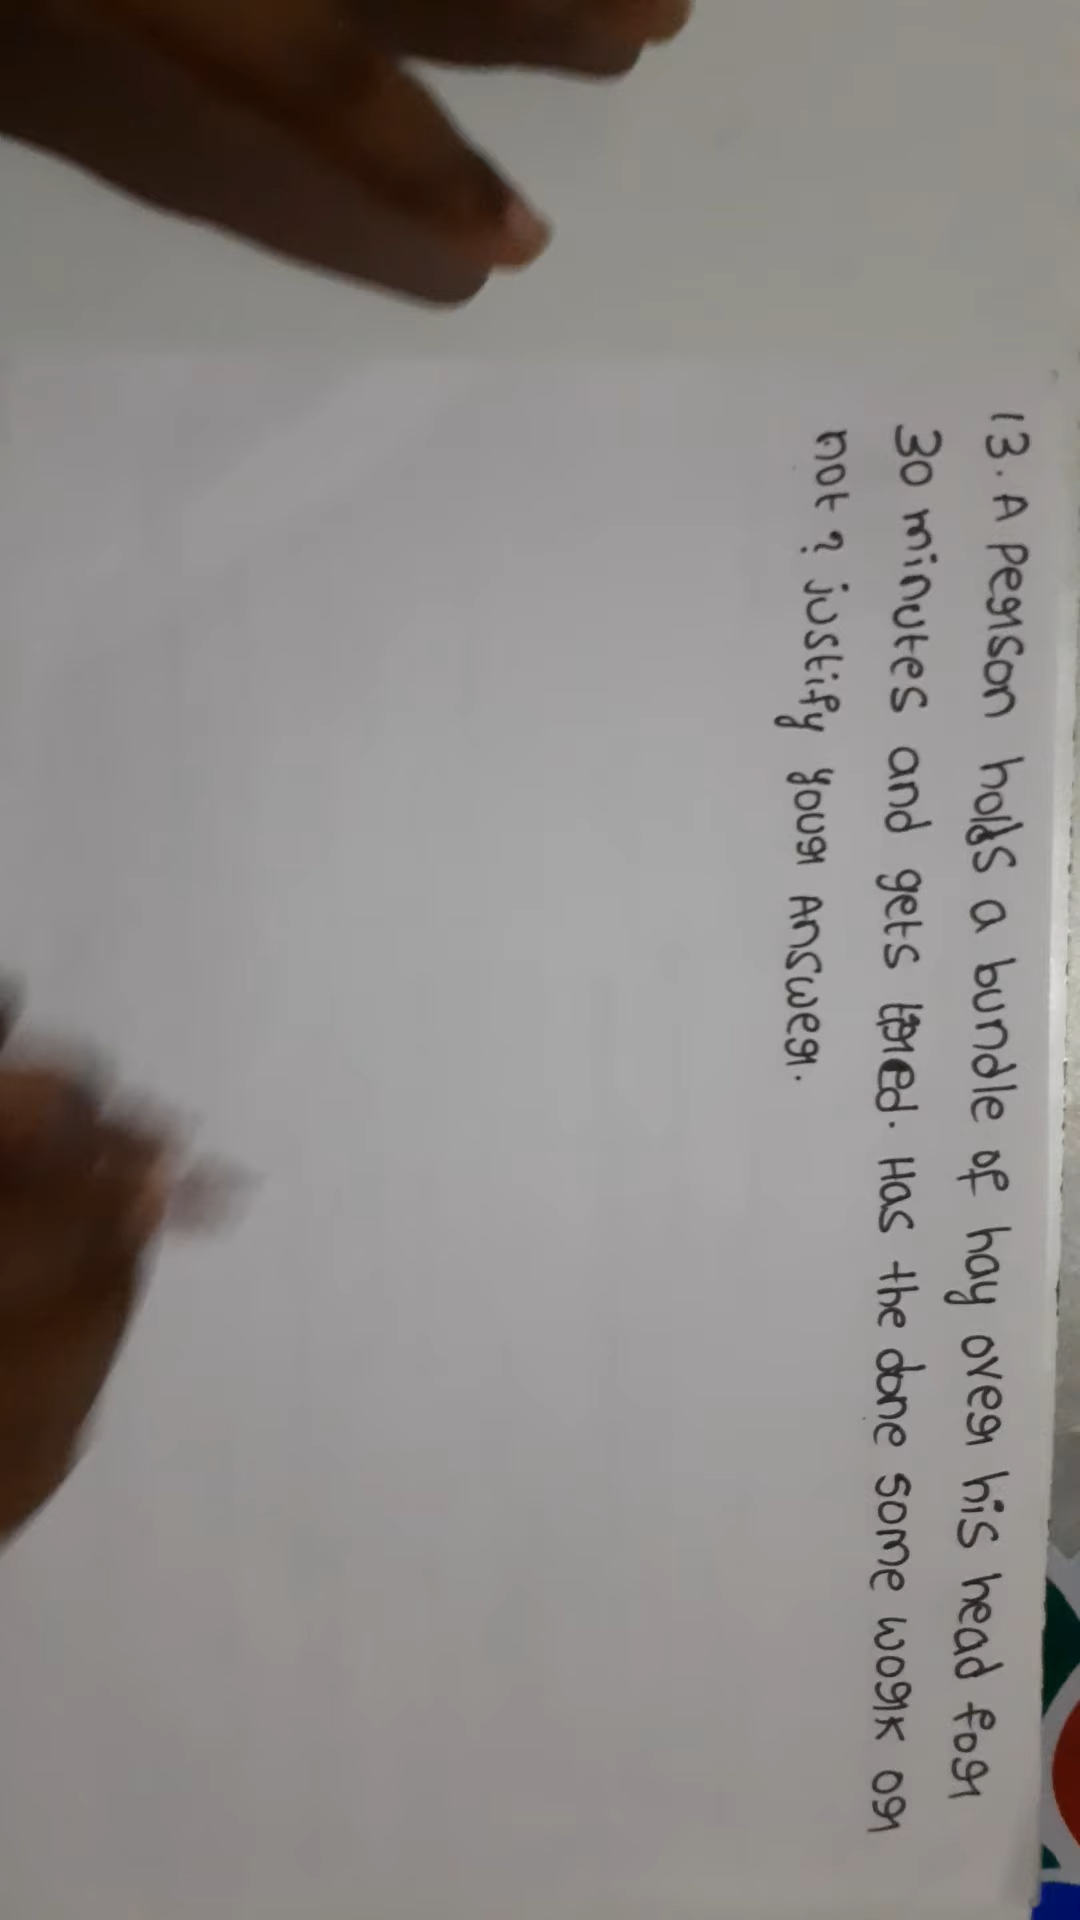 13. A Person holds a bundle of hay over his head for
30 minutes and gets tired. Has the done some work or
not ? justify your Answer.